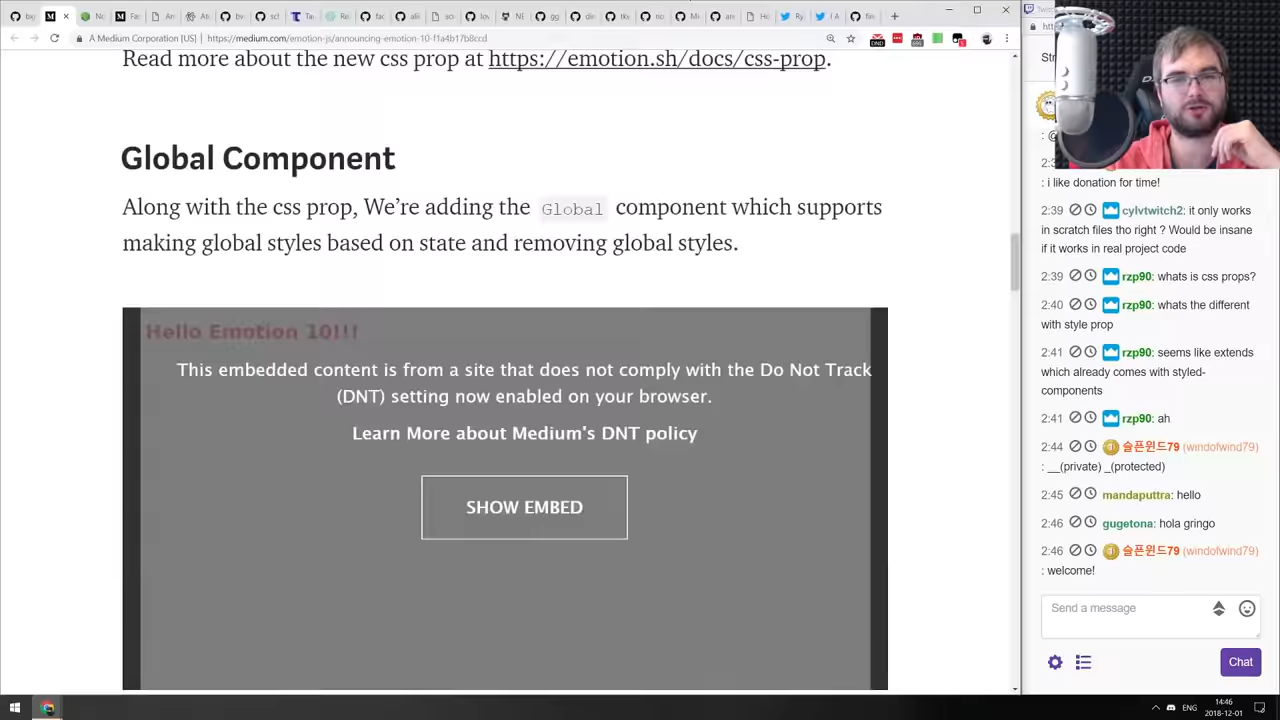 A Medium Corporation [US]
Read more about the new css prop at https://emotion.sh/docs/css-prop.
Global Component
Along with the css prop, We're adding the Global component which supports
making global styles based on state and removing global styles.
Hello Emotion 10!!!
This embedded content is from a site that does not comply with the Do Not Track
(DNT) setting now enabled on your browser.
Learn More about Medium's DNT policy
SHOW EMBED
: i like donation for time!
2:39 cylvtwitch2: it only works
in scratch files tho right ? Would be insane
if it works in real project code
2:39 rzp90: whats is css props?
2:40 rzp90: whats the different
with style prop
2:41 rzp90: seems like extends
which already comes with styled-
components
2:41 rzp90: ah
2:44 슬픈윈드79 (windofwind79)
: __(private) _(protected)
2:45 mandaputtra: hello
2:46 gugetona: hola gringo
2:46 슬픈윈드79 (windofwind79)
: welcome!
Send a message
Chat
ENG
14:46
2018-12-01